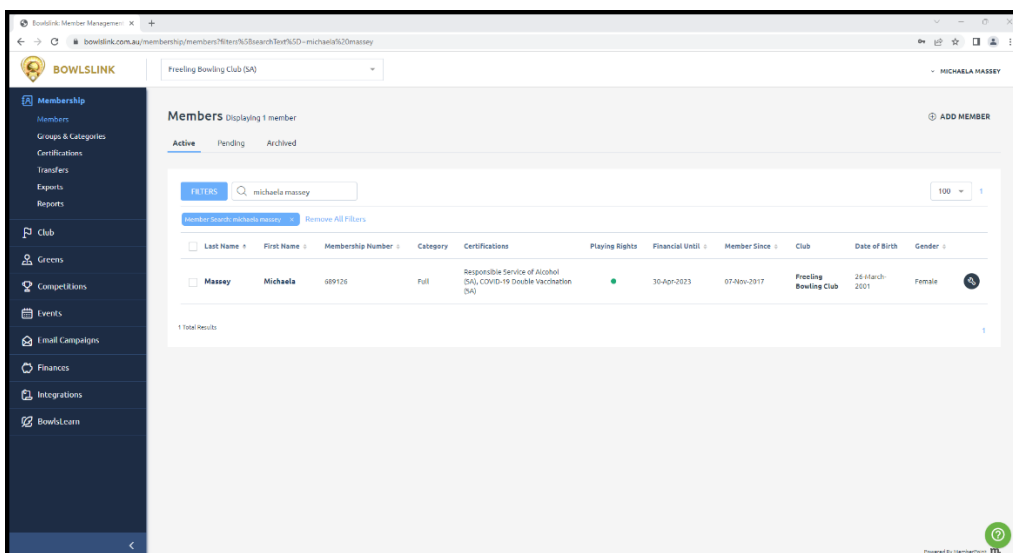 Bowlslink: Member Management
bowlslink.com.au/membership/members?filters%5BsearchText%5D=michaela%20massey
BOWLSLINK
Freeling Bowling Club (SA)
MICHAELA MASSEY
Membership
Members
Groups & Categories
Certifications
Transfers
Exports
Reports
Club
Greens
Competitions
Events
Email Campaigns
Finances
Integrations
BowlsLearn
Members Displaying 1 member
ADD MEMBER
Active Pending Archived
FILTERS michaela massey 100 1
Member Search: michaela massey × Remove All Filters
Last Name First Name Membership Number Category Certifications Playing Rights Financial Until Member Since Club Date of Birth Gender
Massey Michaela 689126 Full Responsible Service of Alcohol (SA), COVID-19 Double Vaccination (SA) 30-Apr-2023 07-Nov-2017 Freeling Bowling Club 26-March-2001 Female
1 Total Results 1
Powered By MemberPoint m.